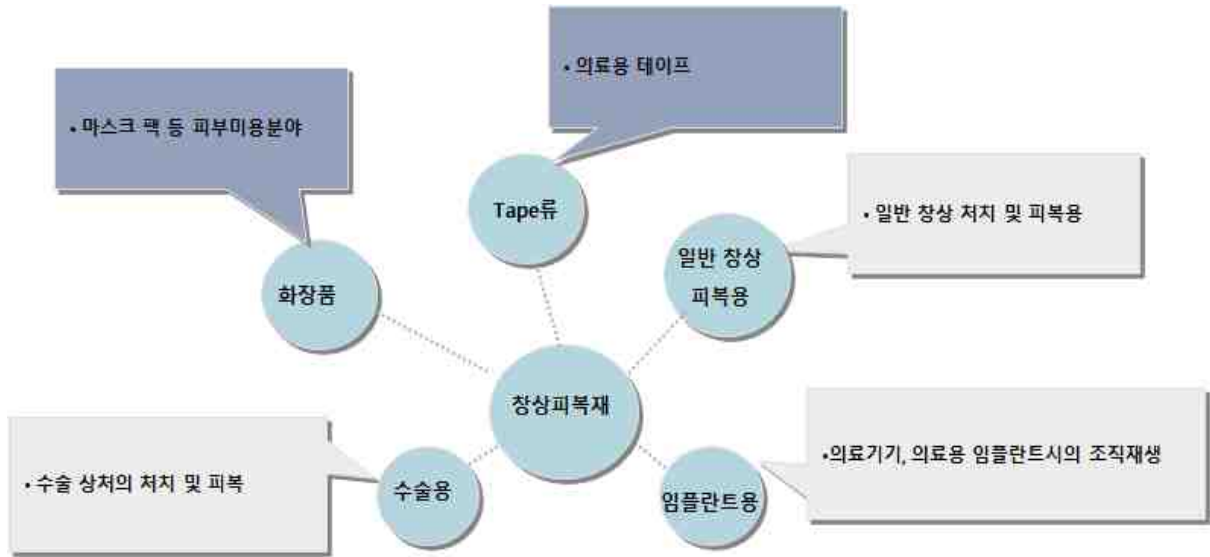 • 의료용 테이프
• 마스크 팩 등 피부미용분야
Tape류
• 일반 창상 처치 및 피복용
일반 창상
피복용
화장품
창상피복재
•의료기기, 의료용 임플란트시의 조직재생
• 수술 상처의 처치 및 피복
수술용
임플란트용